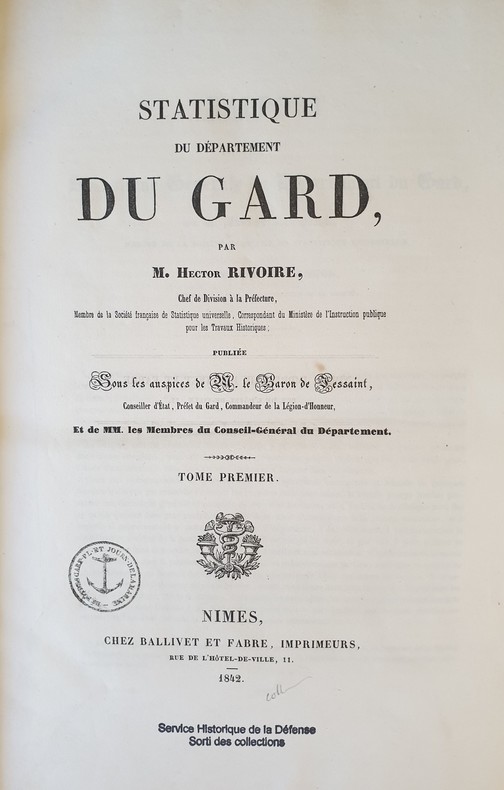 STATISTIQUE
DU DÉPARTEMENT
DU GARD,
PAR
M. Hector RIVOIRE,
Chef de Division à la Préfecture,
Membre de la Société française de Statistique universelle, Correspondant du Ministère de l'Instruction publique
pour les Travaux Historiques;
PUBLIÉE
Sous les auspices de M. le Baron de Jessaint,
Conseiller d'État, Préfet du Gard, Commandeur de la Légion-d'Honneur,
Et de MM. les Membres du Conseil-Général du Département.
TOME PREMIER.
NIMES,
CHEZ BALLIVET ET FABRE, IMPRIMEURS,
RUE DE L'HÔTEL-DE-VILLE, 11.
1842.
Service Historique de la Défense
Sorti des collections